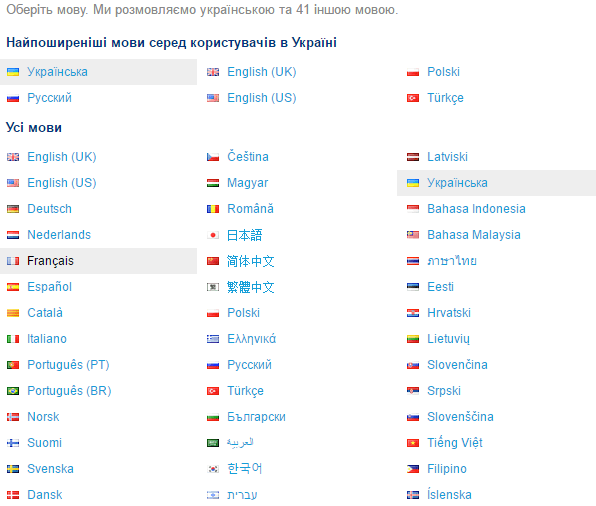 Оберіть мову. Ми розмовляємо українською та 41 іншою мовою.
Найпоширеніші мови серед користувачів в Україні
Українська English (UK) Polski
Русский English (US) Türkçe
Усі мови
English (UK) Čeština Latviski
English (US) Magyar Українська
Deutsch Română Bahasa Indonesia
Nederlands 日本語 Bahasa Malaysia
Français 简体中文 ภาษาไทย
Español 繁體中文 Eesti
Català Polski Hrvatski
Italiano Ελληνικά Lietuvių
Português (PT) Русский Slovenčina
Português (BR) Türkçe Srpski
Norsk Български Slovenščina
Suomi العربية Tiếng Việt
Svenska 한국어 Filipino
Dansk עברית Íslenska